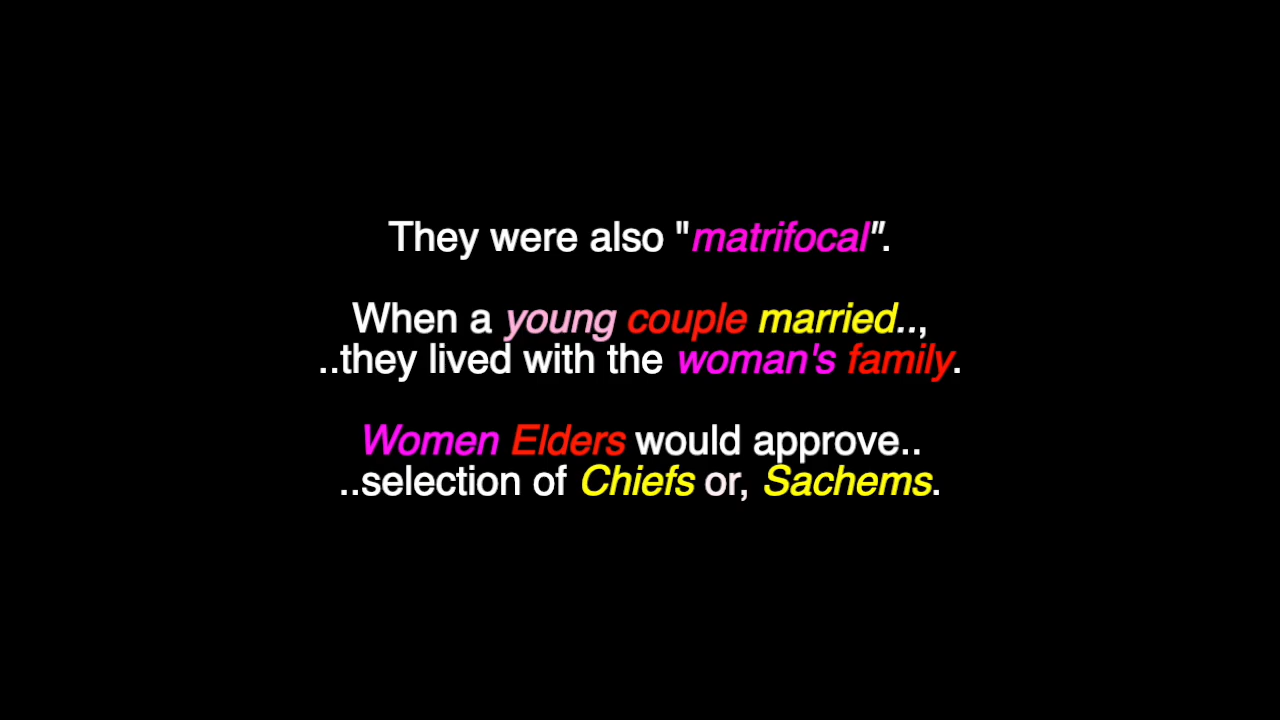 They were also "matrifocal".
When a young couple married..,
..they lived with the woman's family.
Women Elders would approve..
..selection of Chiefs or, Sachems.